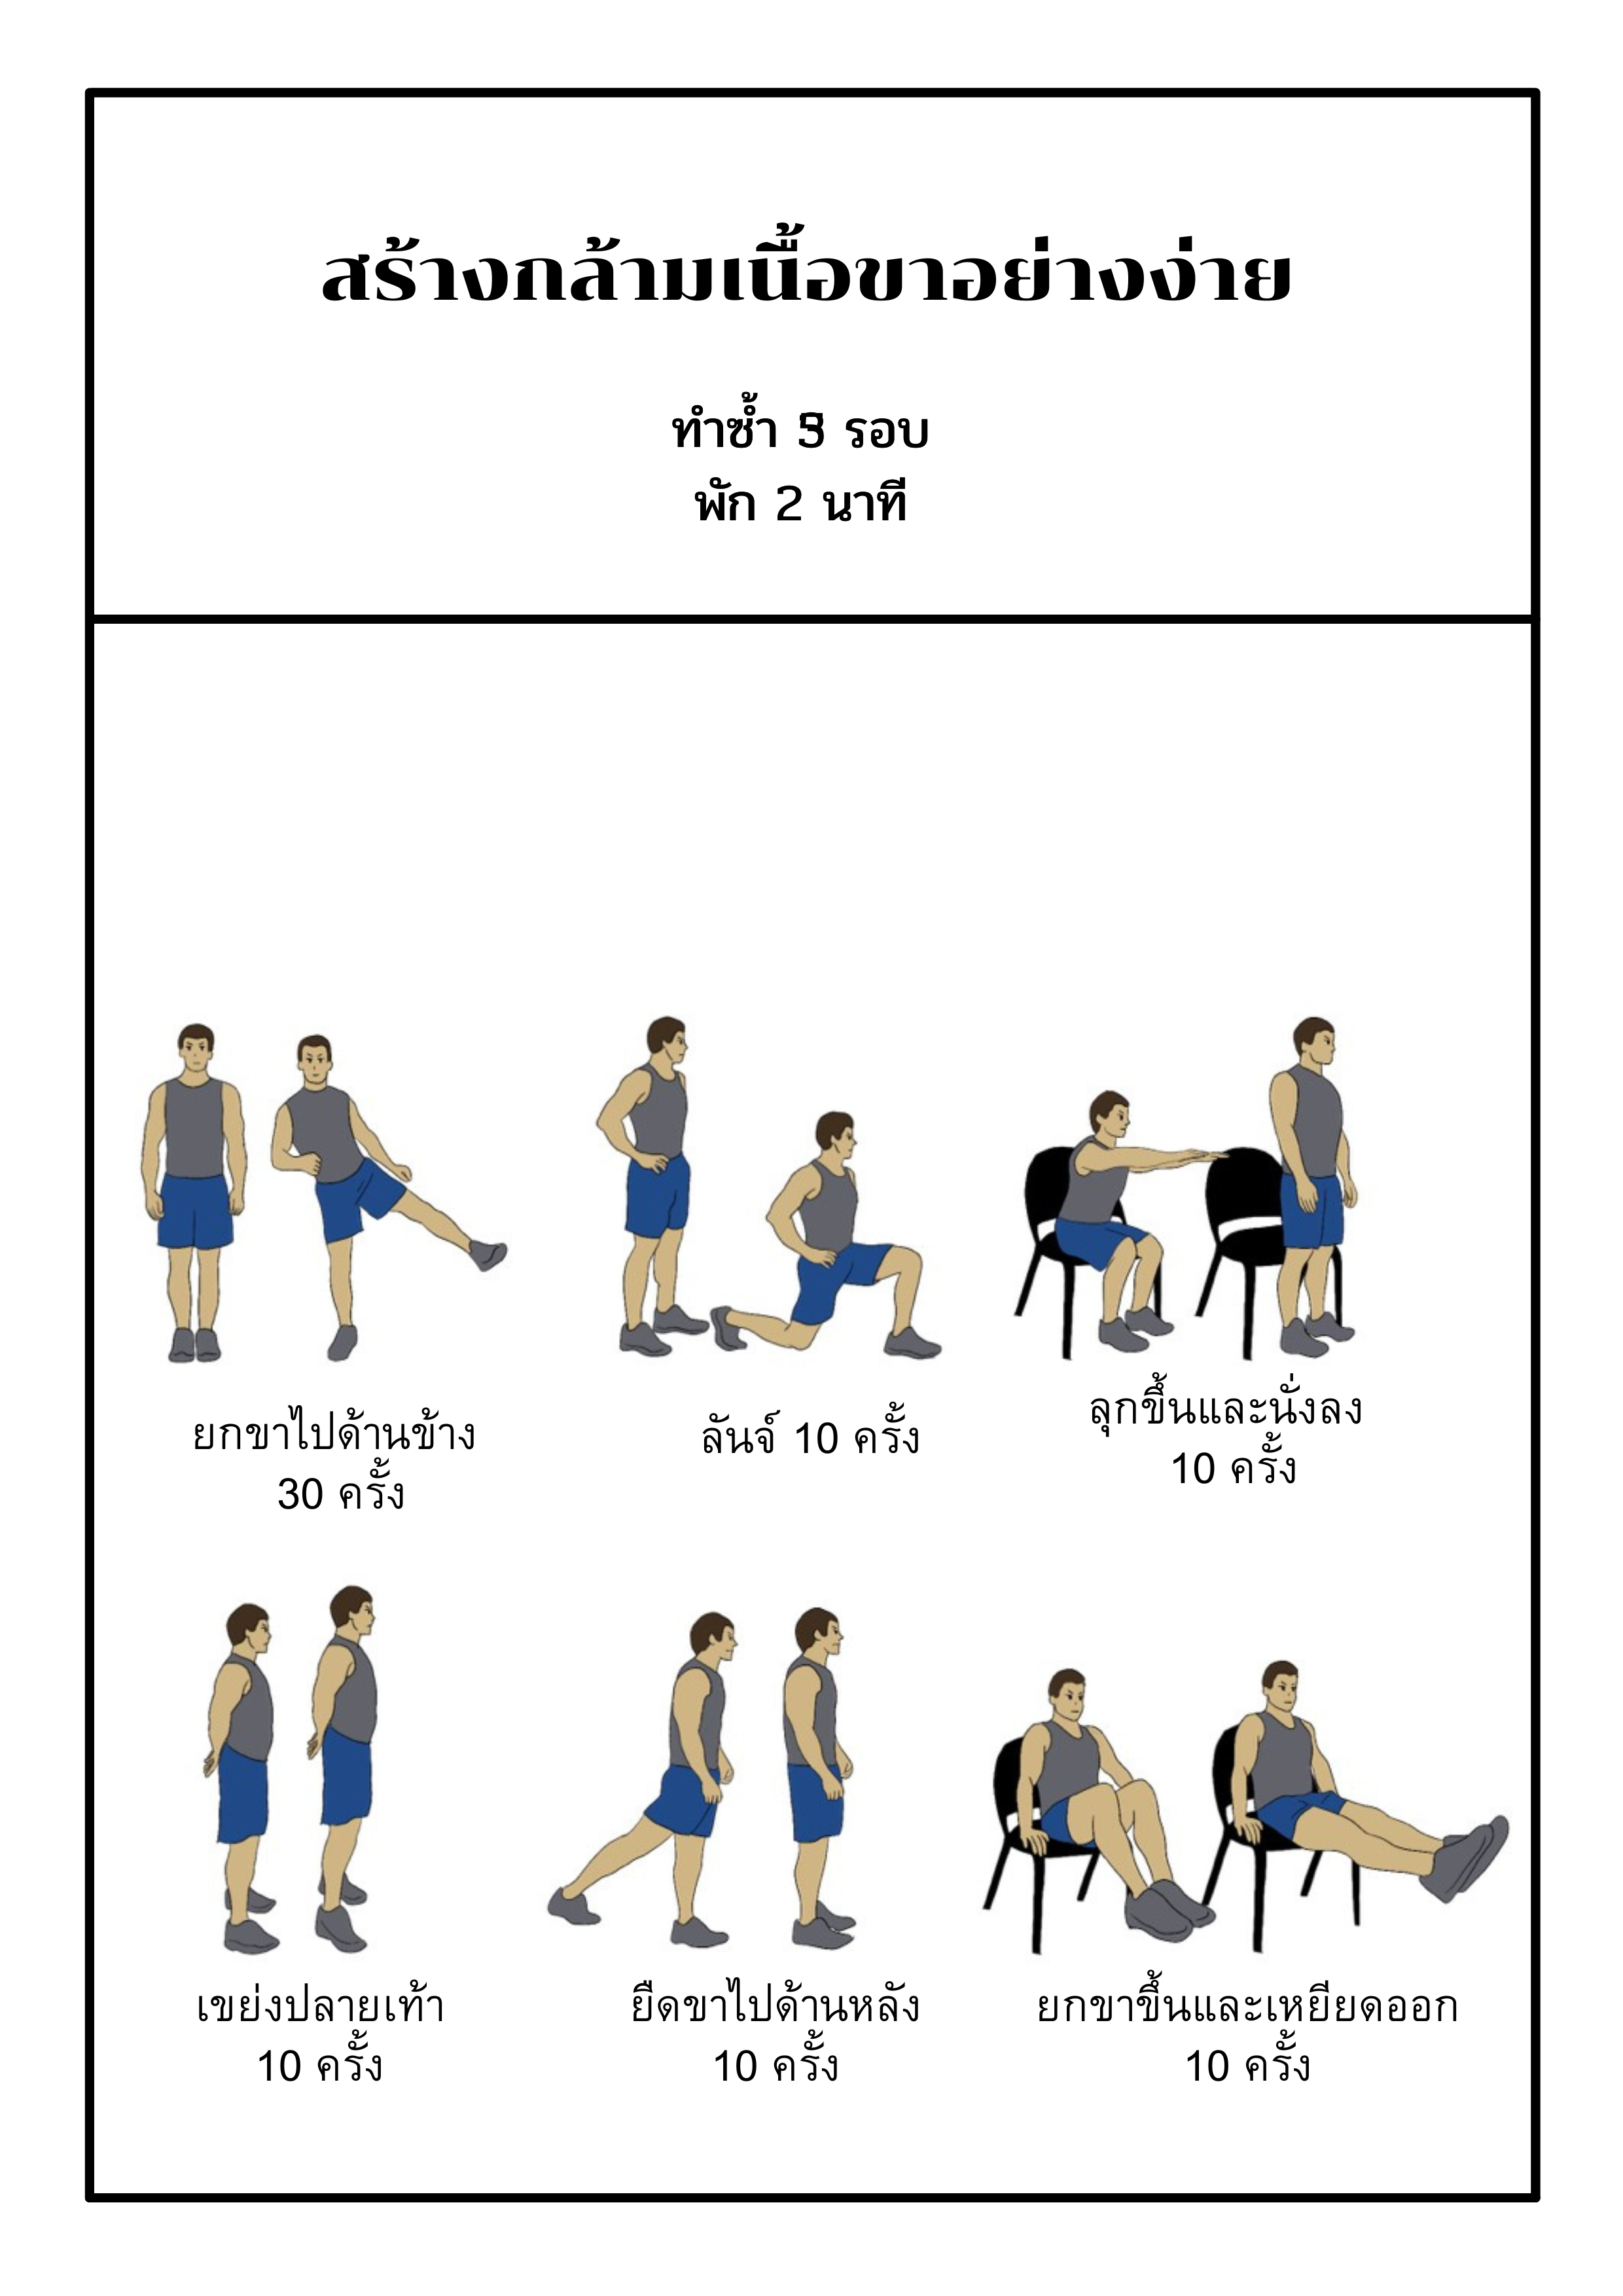 สร้างกล้ามเนื้อขาอย่างง่าย
ทำซ้ำ รอบ
พัก 2 นาที
ยกขาไปด้านข้าง
30 ครั้ง
ลันจ์ 10 ครั้ง
ลุกขึ้นและนั่งลง
10 ครั้ง
เขย่งปลายเท้า
10 ครั้ง
ยืดขาไปด้านหลัง
10 ครั้ง
ยกขาขึ้นและเหยียดออก
10 ครั้ง